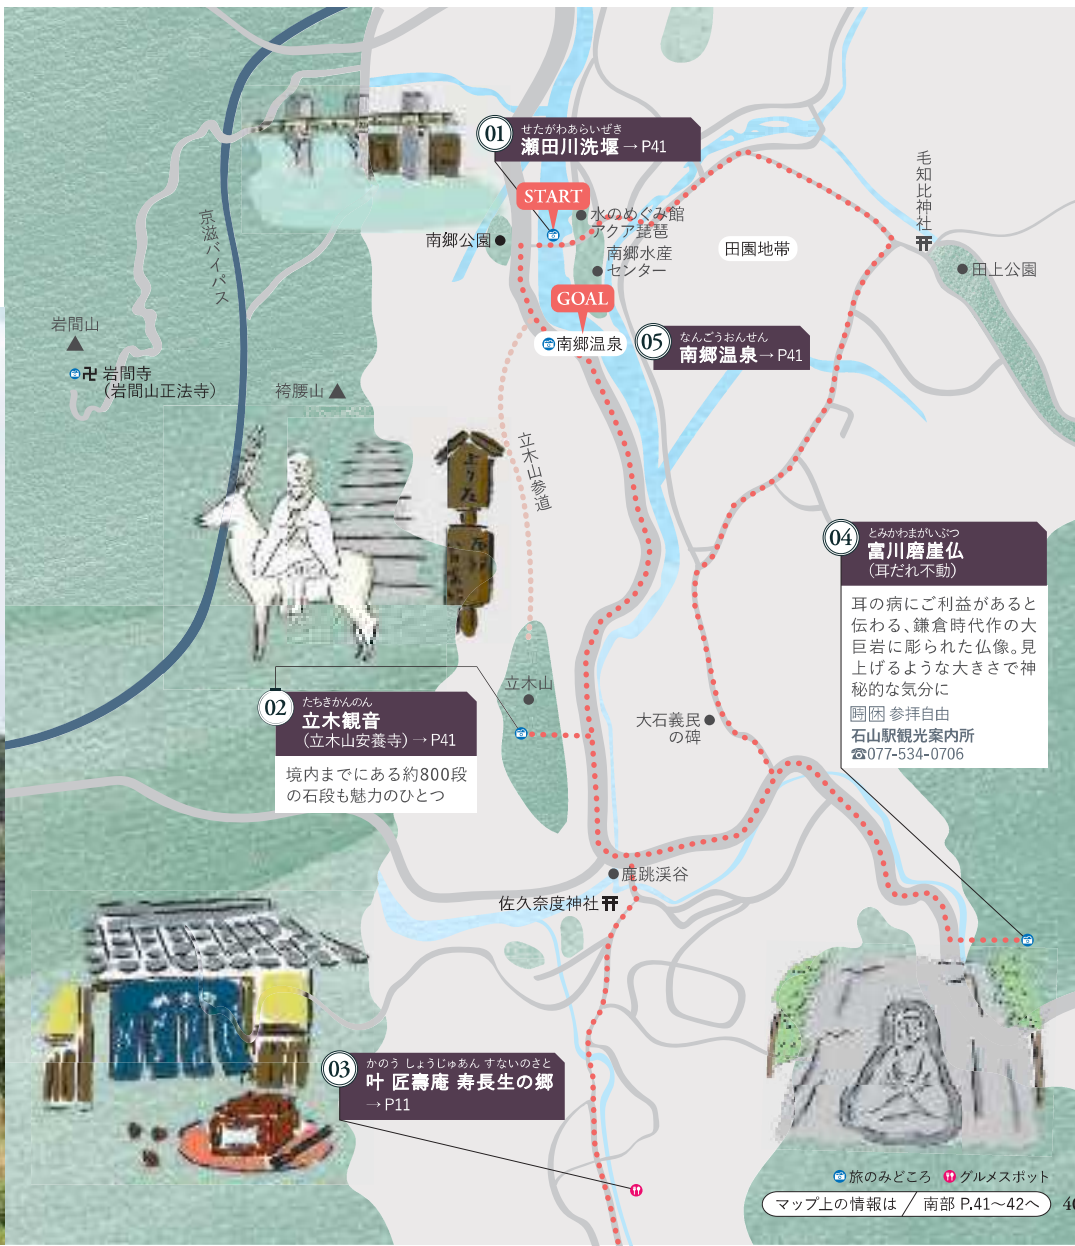 01
せたがわあらいぜき
瀬田川洗堰→P41
START
水のめぐみ館
アクア琵琶
南郷公園
南郷水産
センター
田園地帯
毛知比神社
田上公園
京滋バイパス
GOAL
南郷温泉
05
なんごうおんせん
南郷温泉→P41
岩間山
卍 岩間寺
(岩間山正法寺)
袴腰山
立木山参道
04
とみかわまがいぶつ
富川磨崖仏
(耳だれ不動)
耳の病にご利益があると
伝わる、鎌倉時代作の大
巨岩に彫られた仏像。見
上げるような大きさで神
秘的な気分に
時休 参拝自由
石山駅観光案内所
☎077-534-0706
立木山
02
たちきかんのん
立木観音
(立木山安養寺)→P41
境内までにある約800段
の石段も魅力のひとつ
大石義民
の碑
鹿跳渓谷
佐久奈度神社
03
かのう しょうじゅあん すないのさと
叶 匠壽庵 寿長生の郷
→P11
旅のみどころ グルメスポット
マップ上の情報は / 南部 P.41〜42へ